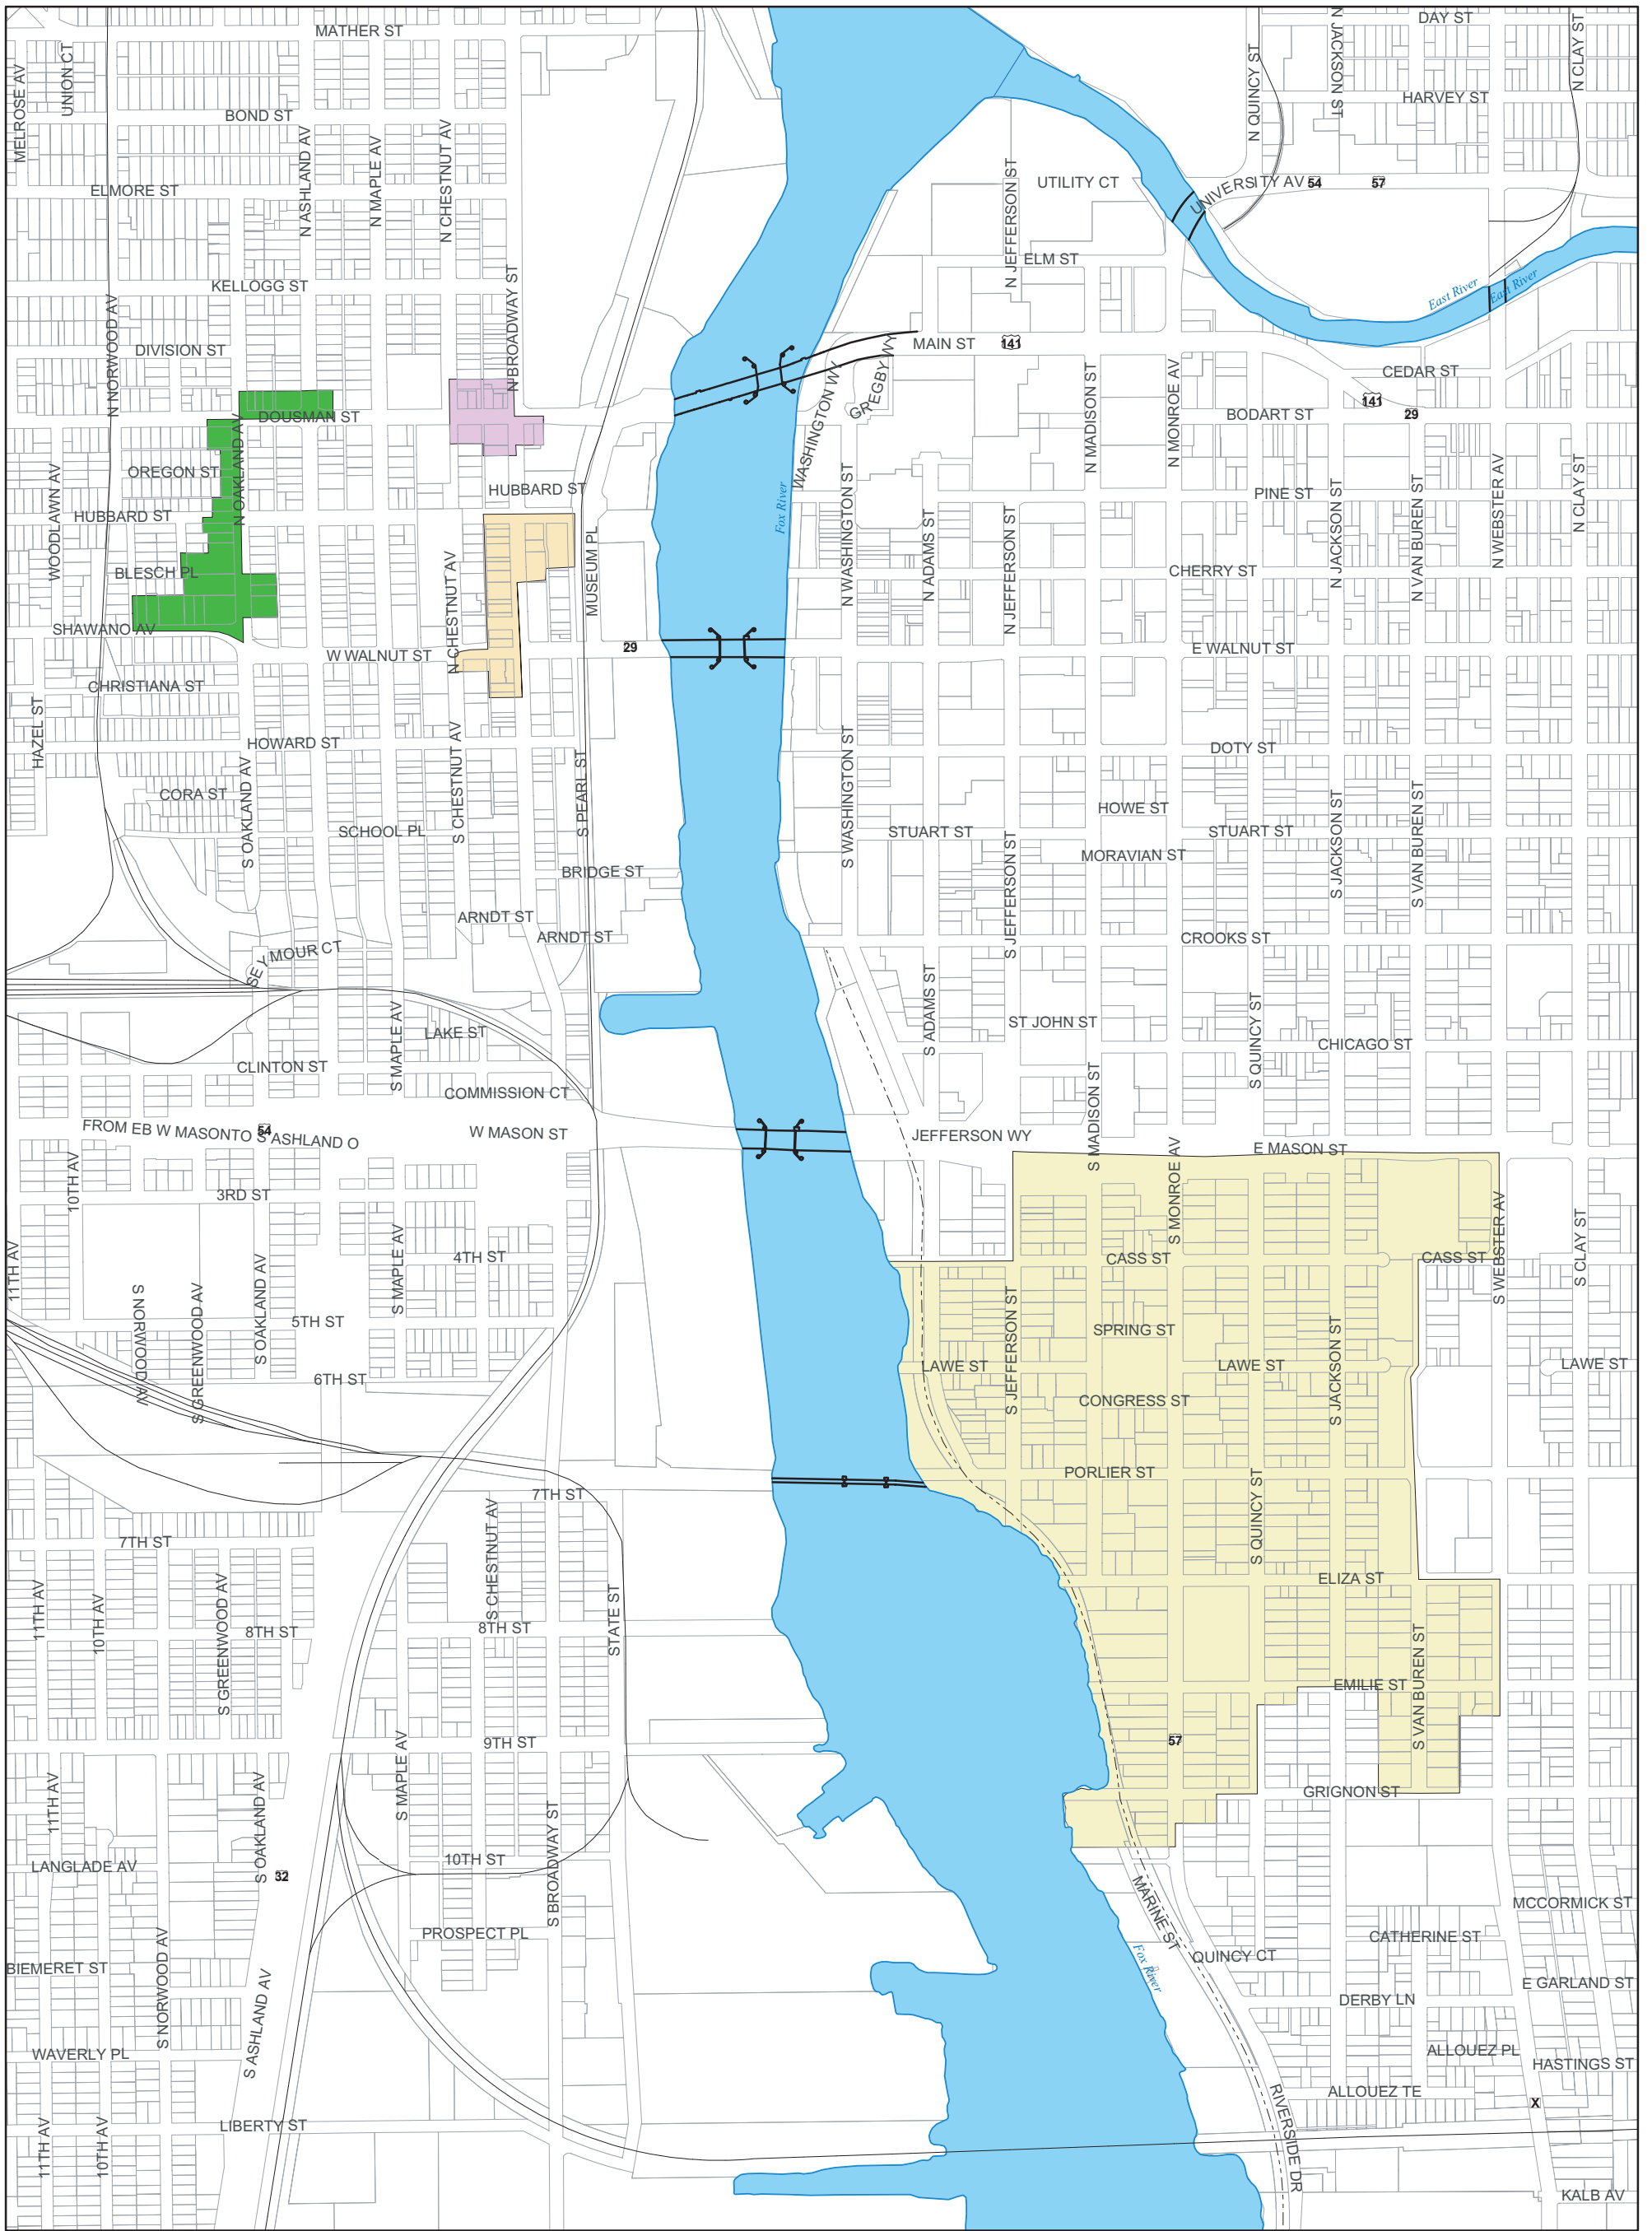 MATHER ST
DAY ST
MELROSE AV
UNION CT
N QUINCY ST
N JACKSON ST
N CLAY ST
HARVEY ST
BOND ST
N ASHLAND AV
N MAPLE AV
N CHESTNUT AV
ELMORE ST
N JEFFERSON ST
UTILITY CT
UNIVERSITY AV
54
57
ELM ST
KELLOGG ST
East River
East River
N NORWOOD AV
N BROADWAY ST
DIVISION ST
MAIN ST
141
GREGBY WY
WASHINGTON WY
CEDAR ST
N MADISON ST
N MONROE AV
141
29
BODART ST
DOUSMAN ST
N OAKLAND AV
OREGON ST
WOODLAWN AV
HUBBARD ST
HUBBARD ST
Fox River
N WASHINGTON ST
PINE ST
N ADAMS ST
N JEFFERSON ST
N JACKSON ST
N VAN BUREN ST
N WEBSTER AV
N CLAY ST
BLESCH PL
N CHESTNUT AV
MUSEUM PL
CHERRY ST
SHAWANO AV
W WALNUT ST
29
E WALNUT ST
CHRISTIANA ST
HAZEL ST
HOWARD ST
S OAKLAND AV
S CHESTNUT AV
S PEARL ST
S WASHINGTON ST
DOTY ST
CORA ST
HOWE ST
SCHOOL PL
STUART ST
STUART ST
S JEFFERSON ST
MORAVIAN ST
S JACKSON ST
S VAN BUREN ST
BRIDGE ST
ARNDT ST
ARNDT ST
CROOKS ST
SEYMOUR CT
S ADAMS ST
S MAPLE AV
LAKE ST
ST JOHN ST
S QUINCY ST
CHICAGO ST
CLINTON ST
COMMISSION CT
S MADISON ST
FROM EB W MASONTO S ASHLAND O
54
W MASON ST
JEFFERSON WY
E MASON ST
10TH AV
3RD ST
S MONROE AV
S WEBSTER AV
S CLAY ST
11TH AV
S NORWOOD AV
S GREENWOOD AV
S OAKLAND AV
S MAPLE AV
4TH ST
CASS ST
CASS ST
5TH ST
S JEFFERSON ST
SPRING ST
S JACKSON ST
6TH ST
LAWE ST
LAWE ST
LAWE ST
CONGRESS ST
PORLIER ST
S QUINCY ST
7TH ST
7TH ST
S CHESTNUT AV
11TH AV
10TH AV
S GREENWOOD AV
ELIZA ST
STATE ST
8TH ST
8TH ST
S VAN BUREN ST
EMILIE ST
57
9TH ST
S MAPLE AV
11TH AV
S OAKLAND AV
GRIGNON ST
S BROADWAY ST
LANGLADE AV
32
10TH ST
MARINE ST
MCCORMICK ST
PROSPECT PL
CATHERINE ST
QUINCY CT
Fox River
BIEMERET ST
S NORWOOD AV
S ASHLAND AV
E GARLAND ST
DERBY LN
WAVERLY PL
ALLOUEZ PL
HASTINGS ST
ALLOUEZ TE
X
RIVERSIDE DR
LIBERTY ST
11TH AV
10TH AV
KALB AV